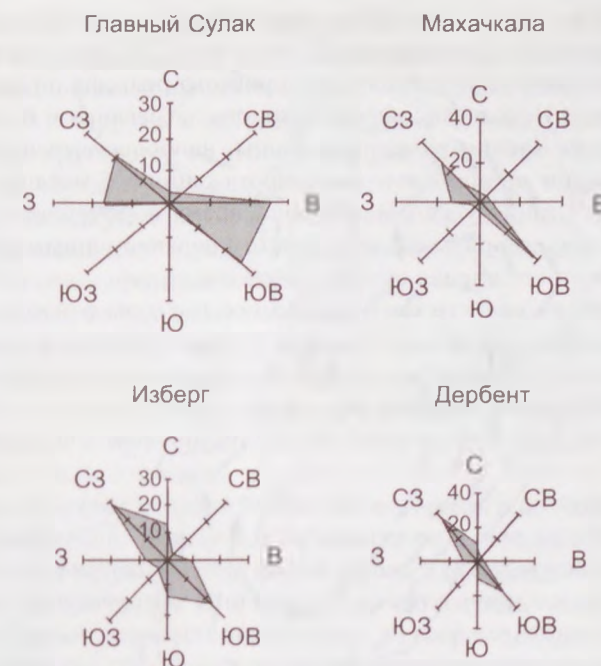 Главный Сулак
С
30
20
10
СЗ
СВ
З
В
ЮЗ
ЮВ
Ю
Махачкала
С
40
20
СЗ
СВ
З
ЮЗ
ЮВ
Ю
Изберг
С
30
20
10
СЗ
СВ
З
В
ЮЗ
ЮВ
Ю
Дербент
С
40
20
СЗ
СВ
З
В
ЮЗ
ЮВ
Ю